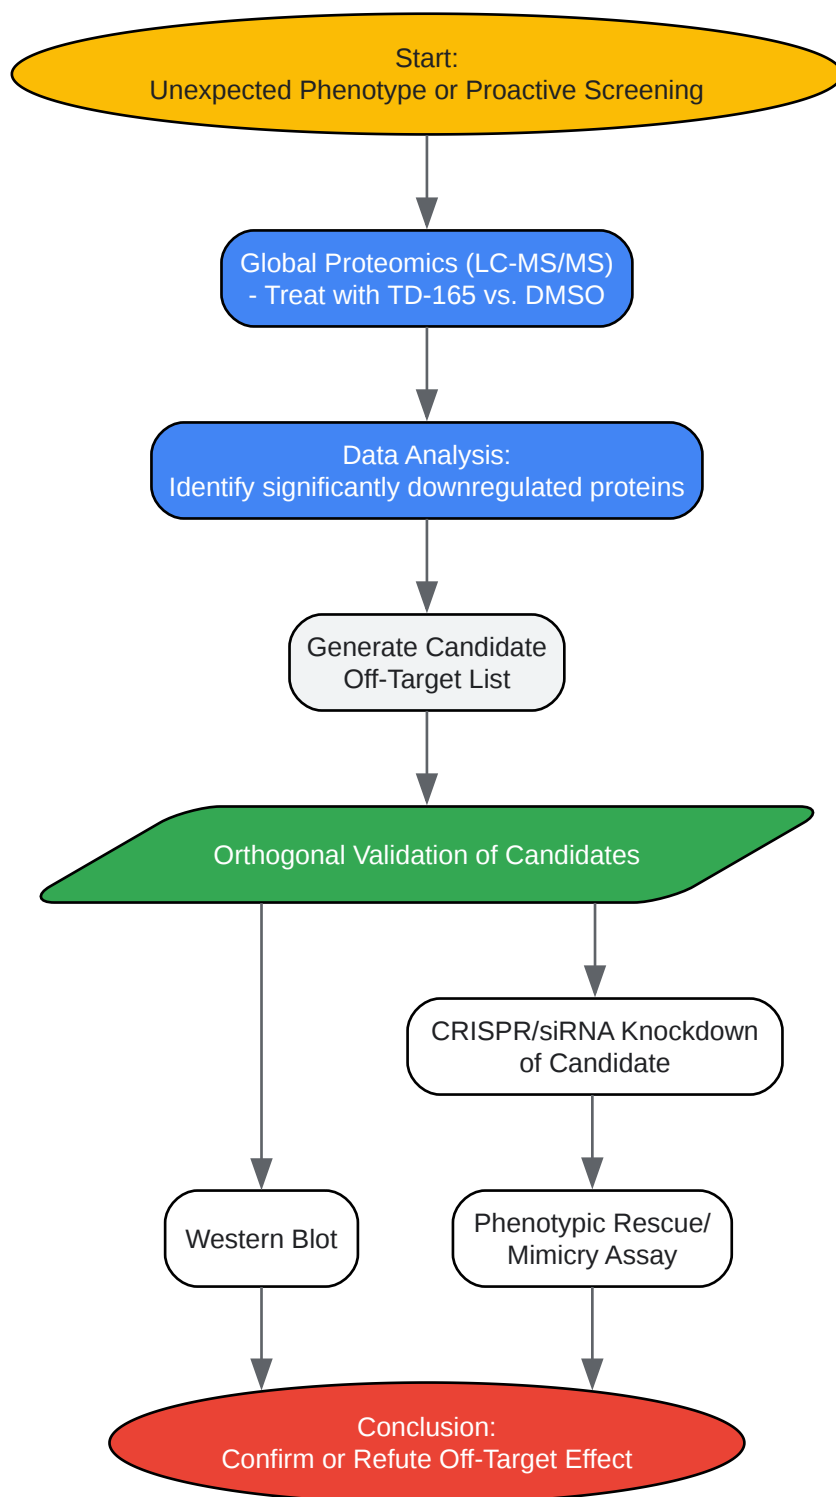 Start:
Unexpected Phenotype or Proactive Screening
Global Proteomics (LC-MS/MS)
- Treat with TD-165 vs. DMSO
Data Analysis:
Identify significantly downregulated proteins
Generate Candidate
Off-Target List
Orthogonal Validation of Candidates
CRISPR/siRNA Knockdown
of Candidate
Western Blot
Phenotypic Rescue/
Mimicry Assay
Conclusion:
Confirm or Refute Off-Target Effect